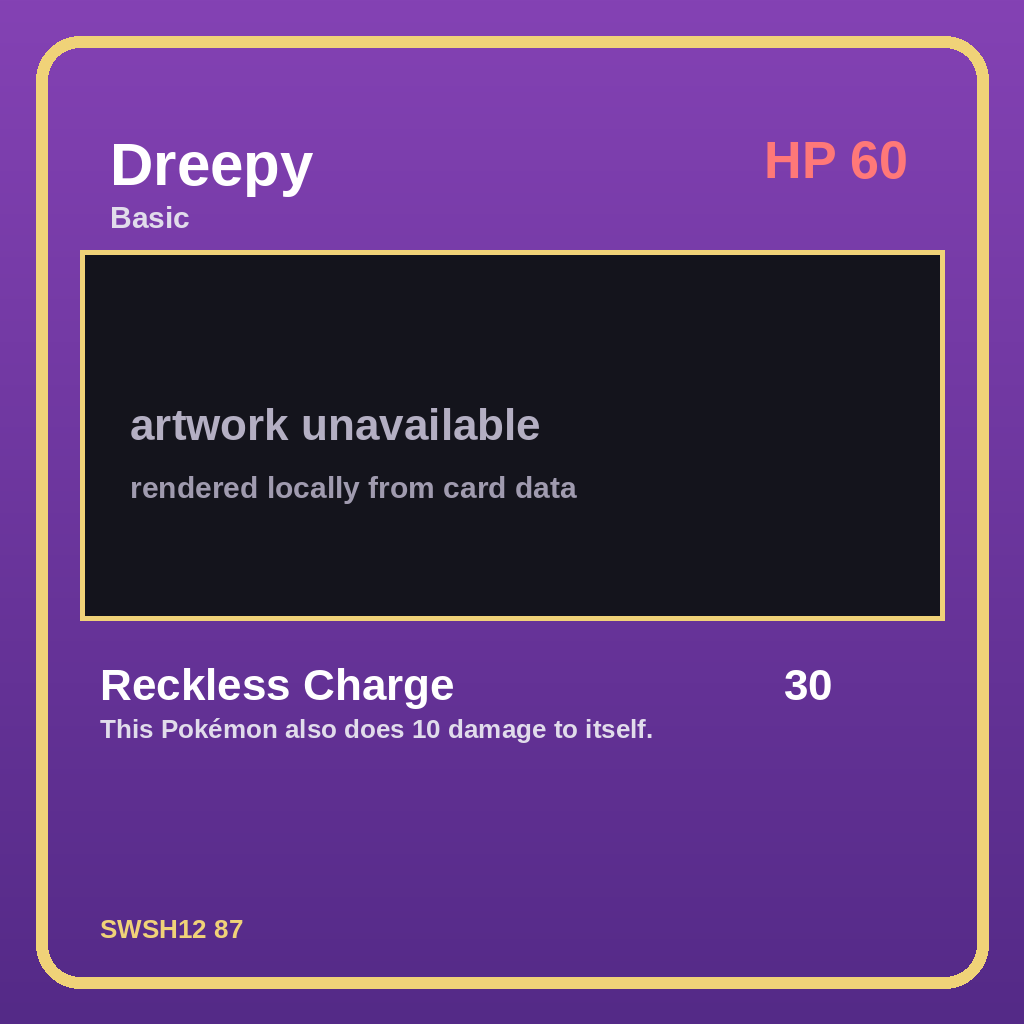 Dreepy
HP 60
Basic
artwork unavailable
rendered locally from card data
Reckless Charge
30
This Pokémon also does 10 damage to itself.
SWSH12 87